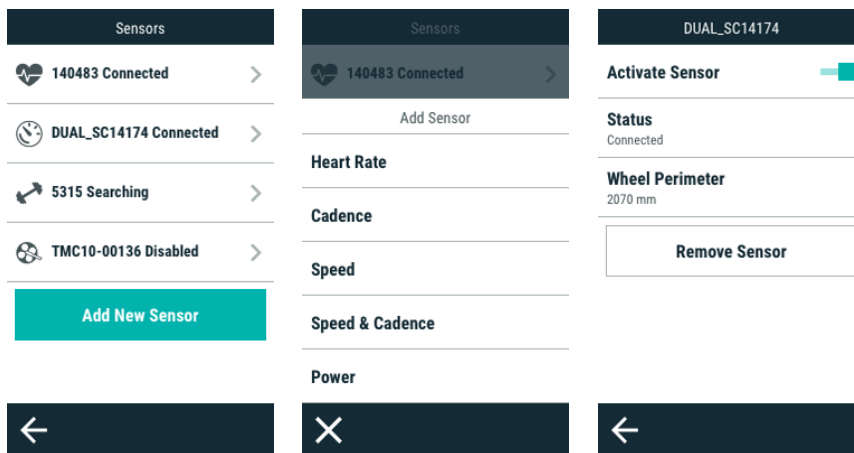 Sensors
140483 Connected
DUAL_SC14174 Connected
5315 Searching
TMC10-00136 Disabled
Add New Sensor
Sensors
140483 Connected
Add Sensor
Heart Rate
Cadence
Speed
Speed & Cadence
Power
DUAL_SC14174
Activate Sensor
Status
Connected
Wheel Perimeter
2070 mm
Remove Sensor